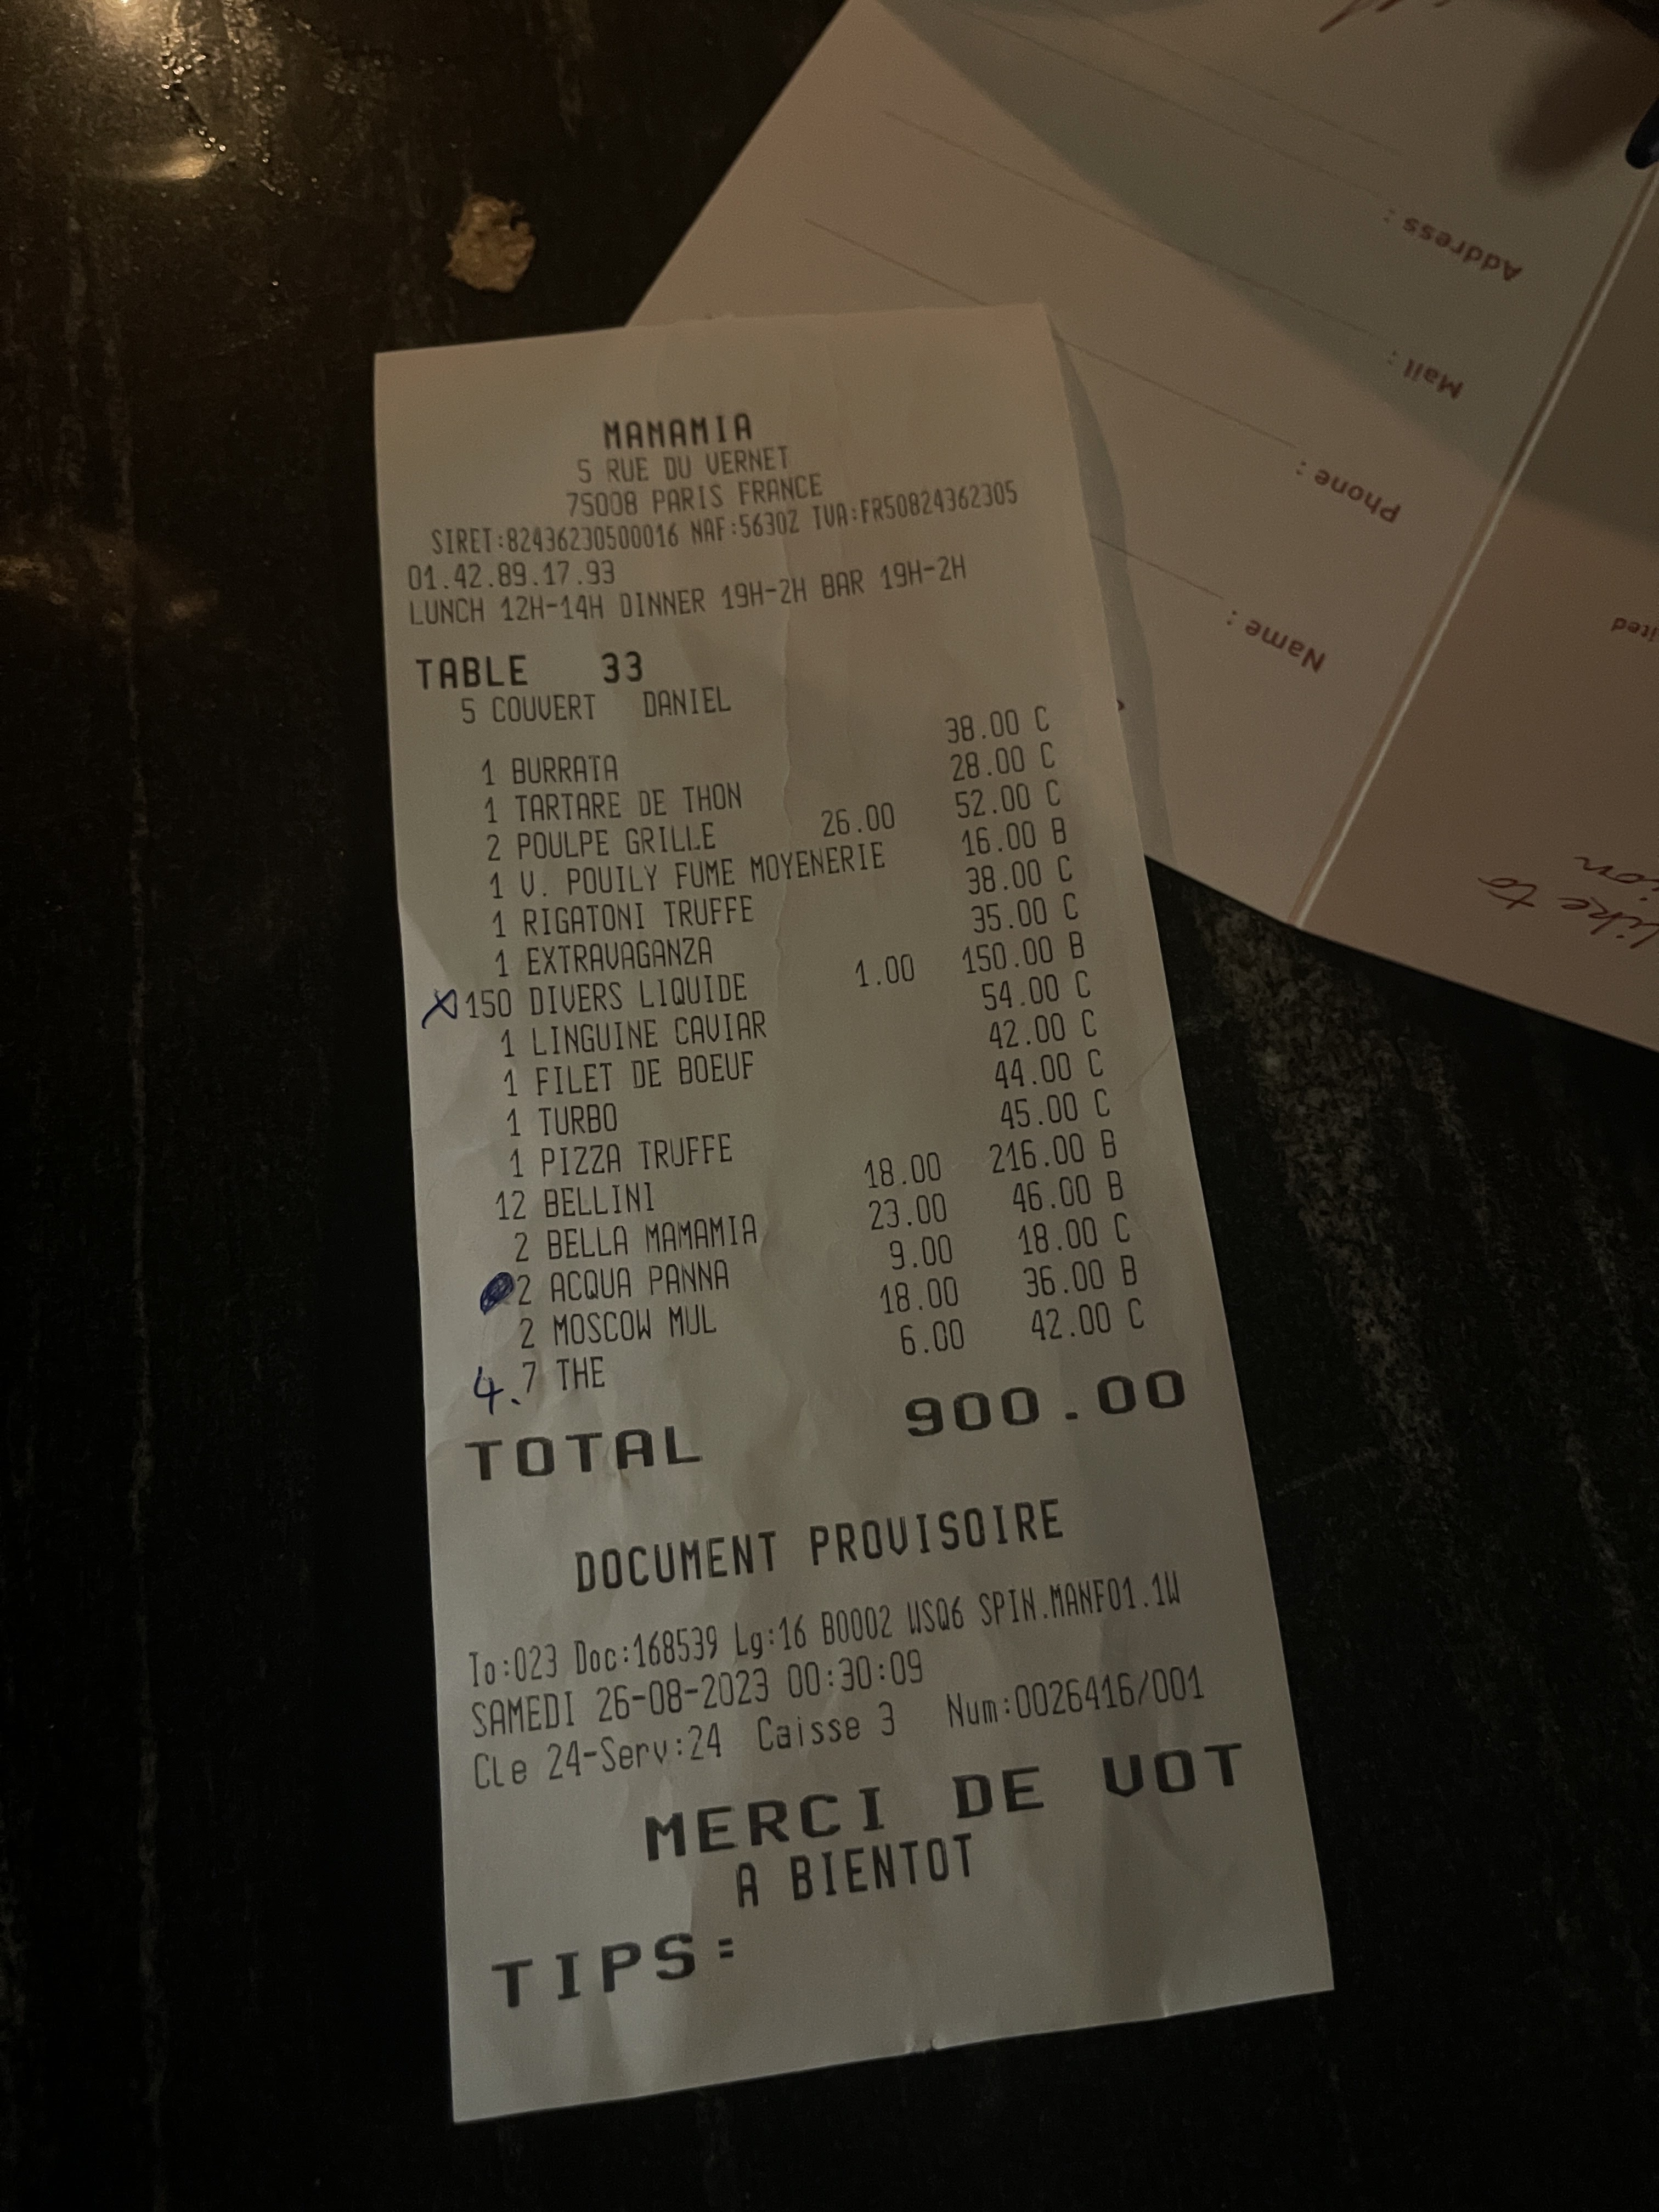 MANAMIA
5 RUE DU VERNET
75008 PARIS FRANCE
SIRET:82436230500016 NAF:5630Z TVA:FR50824362305
01.42.89.17.93
LUNCH 12H-14H DINNER 19H-2H BAR 19H-2H
TABLE 33
5 COUVERT DANIEL
1 BURRATA 38.00 C
1 TARTARE DE THON 28.00 C
2 POULPE GRILLE 26.00 52.00 C
1 V. POUILY FUME MOYENERIE 16.00 B
1 RIGATONI TRUFFE 38.00 C
1 EXTRAVAGANZA 35.00 C
150 DIVERS LIQUIDE 1.00 150.00 B
1 LINGUINE CAVIAR 54.00 C
1 FILET DE BOEUF 42.00 C
1 TURBO 44.00 C
1 PIZZA TRUFFE 45.00 C
12 BELLINI 18.00 216.00 B
2 BELLA MAMAMIA 23.00 46.00 B
2 ACQUA PANNA 9.00 18.00 C
2 MOSCOW MUL 18.00 36.00 B
4. 7 THE 6.00 42.00 C
TOTAL 900.00
DOCUMENT PROVISOIRE
To:023 Doc:168539 Lg:16 B0002 WSQ6 SPIN.MANF01.1W
SAMEDI 26-08-2023 00:30:09
Cle 24-Serv:24 Caisse 3 Num:0026416/001
MERCI DE VOT
A BIENTOT
TIPS:
Address :
Mail :
Phone :
Name :
like to